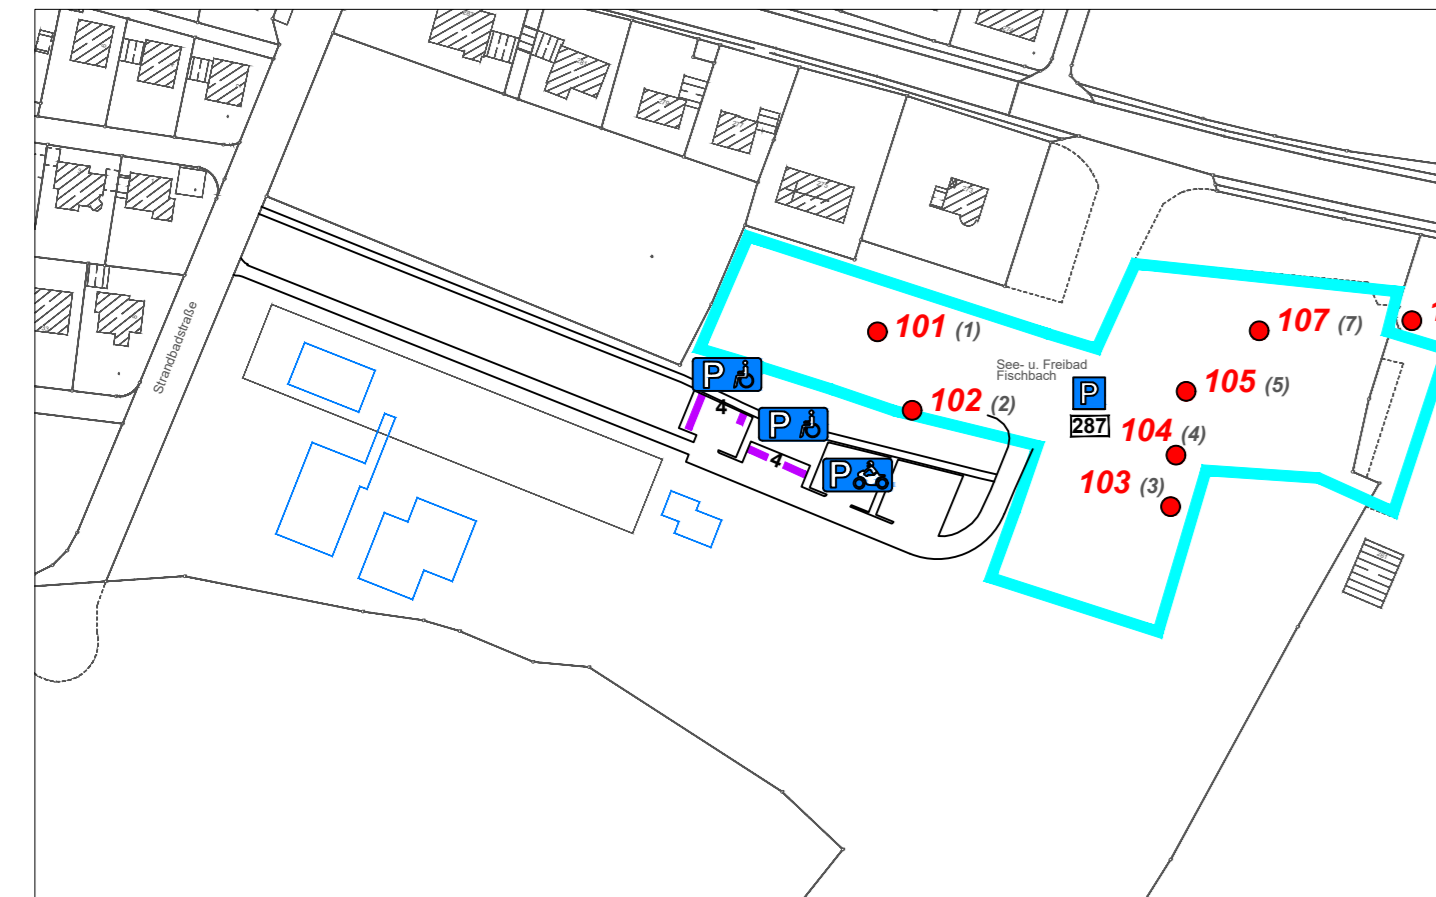 Strandbadstraße
101 (1)
107 (7)
See- u. Freibad
Fischbach
P
287
105 (5)
102 (2)
104 (4)
103 (3)
P
4
P
4
P